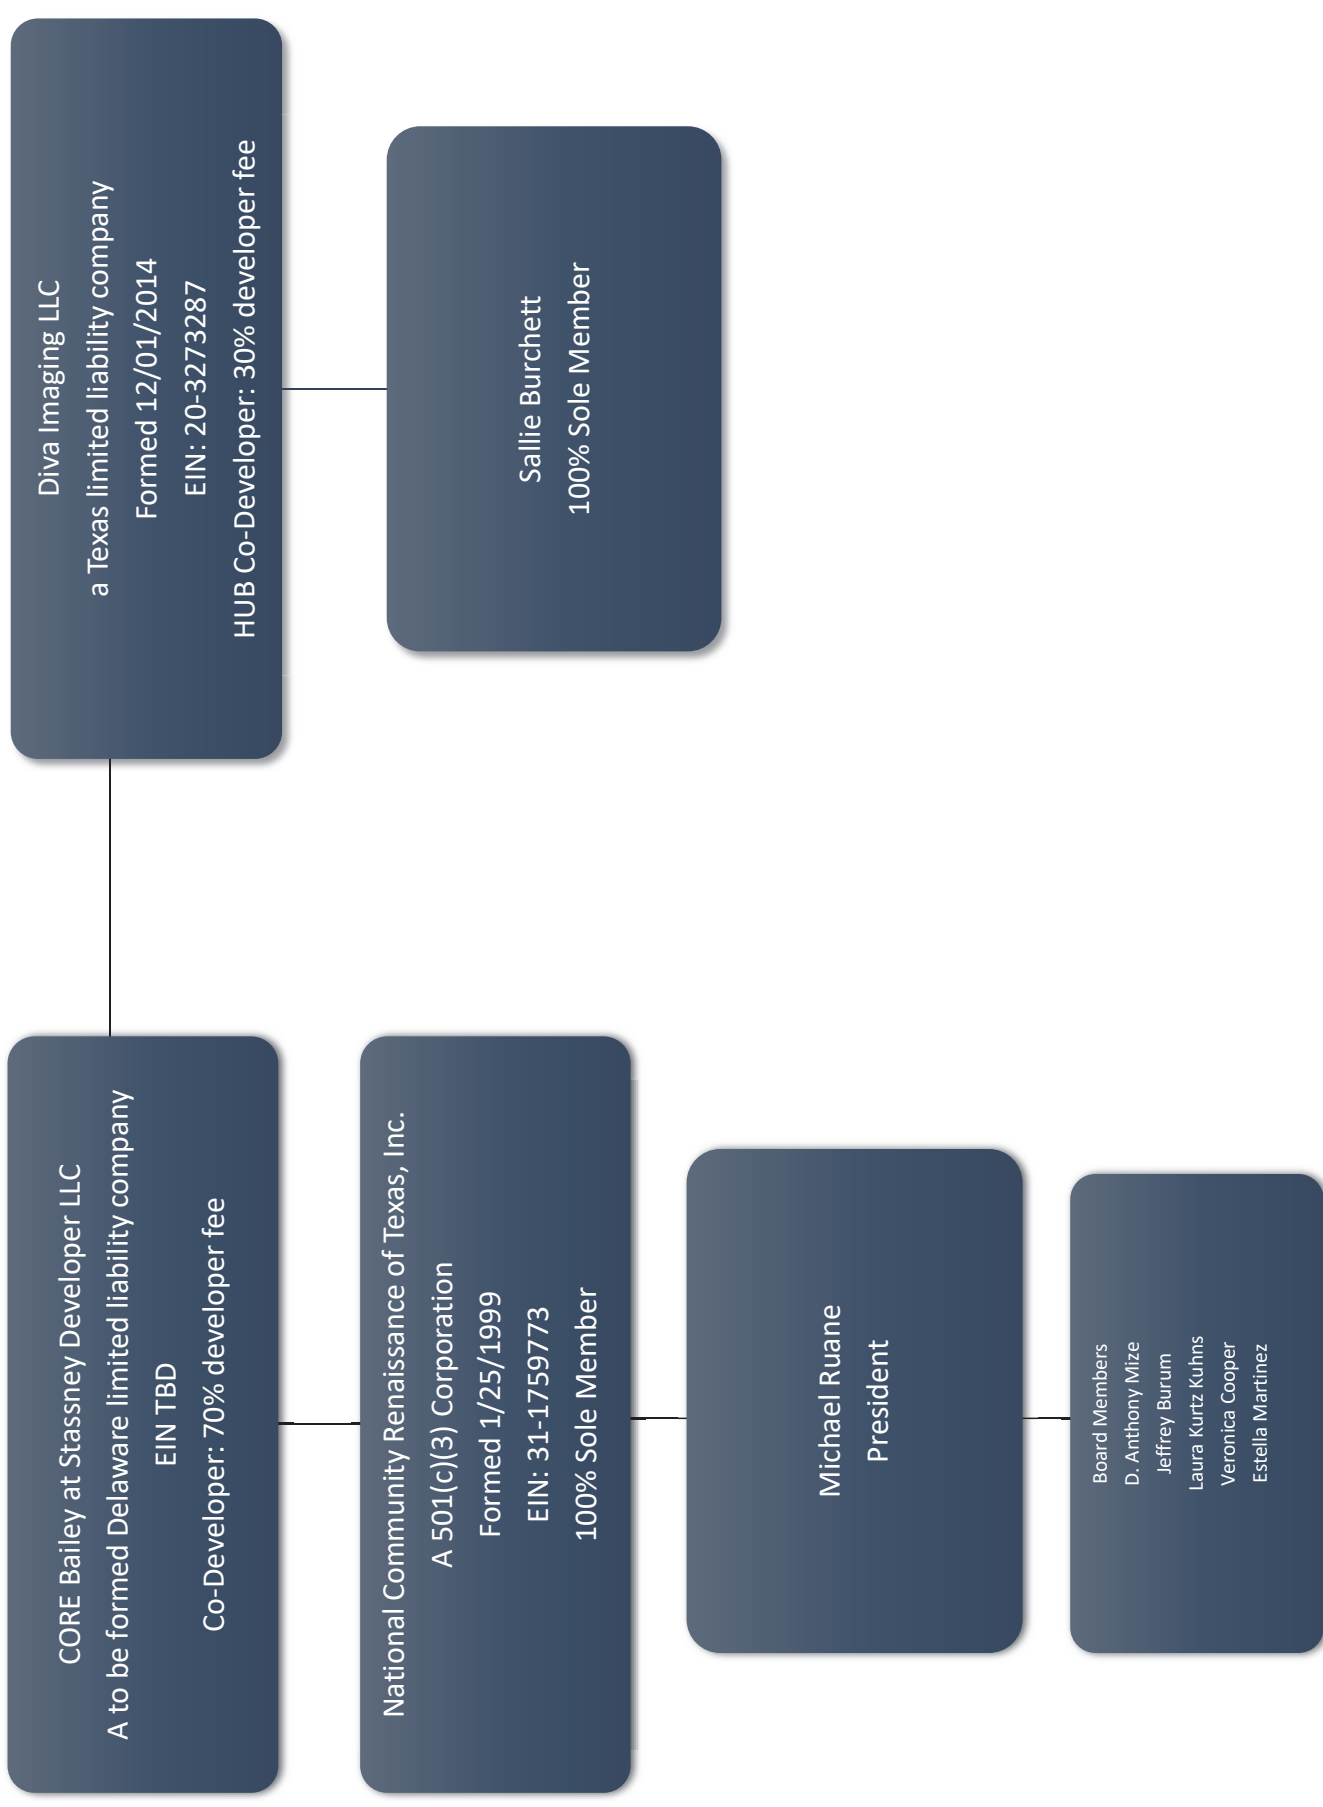 CORE Bailey at Stassney Developer LLC
A to be formed Delaware limited liability company
EIN TBD
Co-Developer: 70% developer fee
Diva Imaging LLC
a Texas limited liability company
Formed 12/01/2014
EIN: 20-3273287
HUB Co-Developer: 30% developer fee
National Community Renaissance of Texas, Inc.
A 501(c)(3) Corporation
Formed 1/25/1999
EIN: 31-1759773
100% Sole Member
Sallie Burchett
100% Sole Member
Michael Ruane
President
Board Members
D. Anthony Mize
Jeffrey Burum
Laura Kurtz Kuhns
Veronica Cooper
Estella Martinez